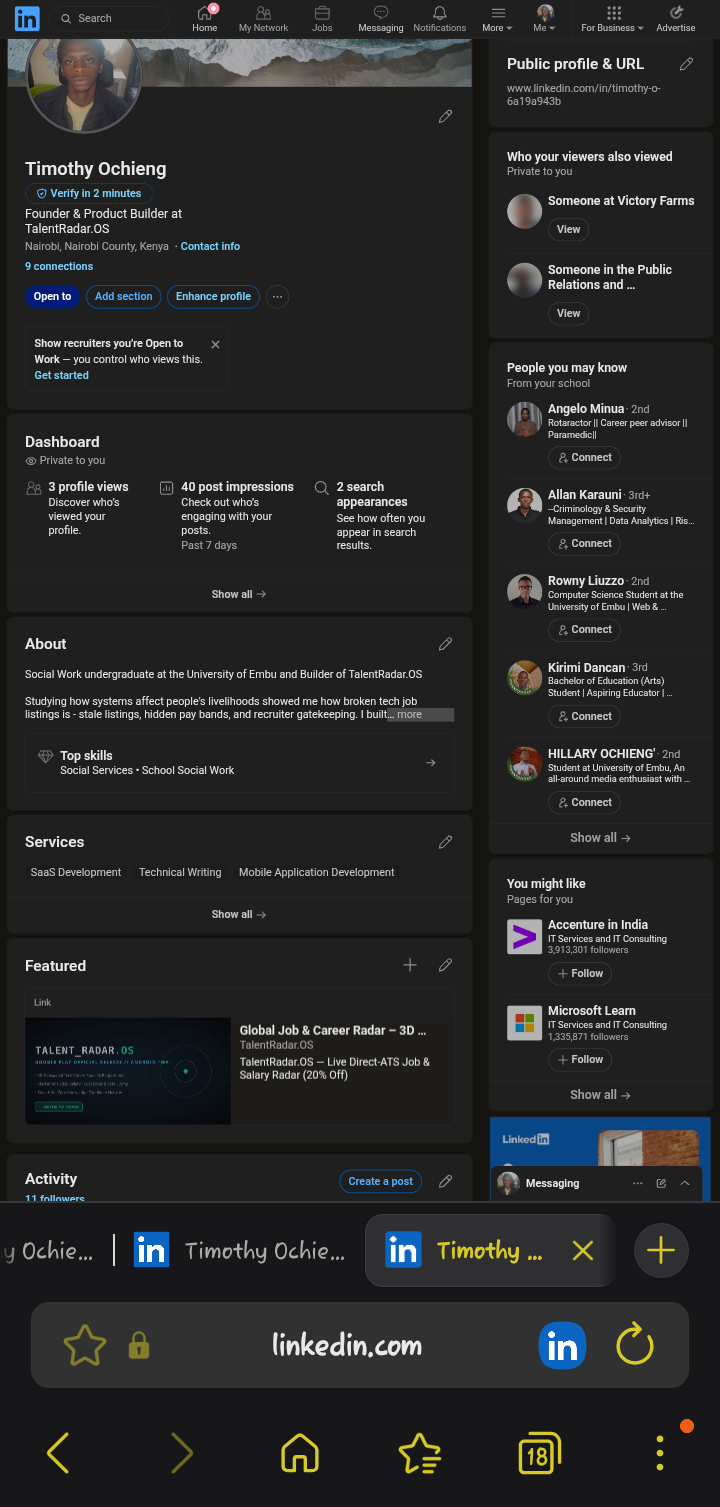 in
Search
Home
My Network
Jobs
Messaging
Notifications
More
Me
For Business
Advertise
Timothy Ochieng
Verify in 2 minutes
Founder & Product Builder at
TalentRadar.OS
Nairobi, Nairobi County, Kenya · Contact info
9 connections
Open to
Add section
Enhance profile
Show recruiters you're Open to
Work — you control who views this.
Get started
Dashboard
Private to you
3 profile views
Discover who's
viewed your
profile.
40 post impressions
Check out who's
engaging with your
posts.
Past 7 days
2 search
appearances
See how often you
appear in search
results.
Show all →
About
Social Work undergraduate at the University of Embu and Builder of TalentRadar.OS
Studying how systems affect people's livelihoods showed me how broken tech job
listings is - stale listings, hidden pay bands, and recruiter gatekeeping. I built… more
Top skills
Social Services • School Social Work
Services
SaaS Development
Technical Writing
Mobile Application Development
Show all →
Featured
Link
TALENT_RADAR.OS
Global Job & Career Radar – 3D ...
TalentRadar.OS
TalentRadar.OS — Live Direct-ATS Job &
Salary Radar (20% Off)
Activity
Create a post
11 followers
Public profile & URL
www.linkedin.com/in/timothy-o-
6a19a943b
Who your viewers also viewed
Private to you
Someone at Victory Farms
View
Someone in the Public
Relations and …
View
People you may know
From your school
Angelo Minua · 2nd
Rotaractor || Career peer advisor ||
Paramedic||
Connect
Allan Karauni · 3rd+
--Criminology & Security
Management | Data Analytics | Ris…
Connect
Rowny Liuzzo · 2nd
Computer Science Student at the
University of Embu | Web & …
Connect
Kirimi Dancan · 3rd
Bachelor of Education (Arts)
Student | Aspiring Educator | …
Connect
HILLARY OCHIENG' · 2nd
Student at University of Embu, An
all-around media enthusiast with …
Connect
Show all →
You might like
Pages for you
Accenture in India
IT Services and IT Consulting
3,913,301 followers
+ Follow
Microsoft Learn
IT Services and IT Consulting
1,335,871 followers
+ Follow
Show all →
Linkedin
Messaging
y Ochie...
in
Timothy Ochie...
in
Timothy ...
linkedin.com
in
18